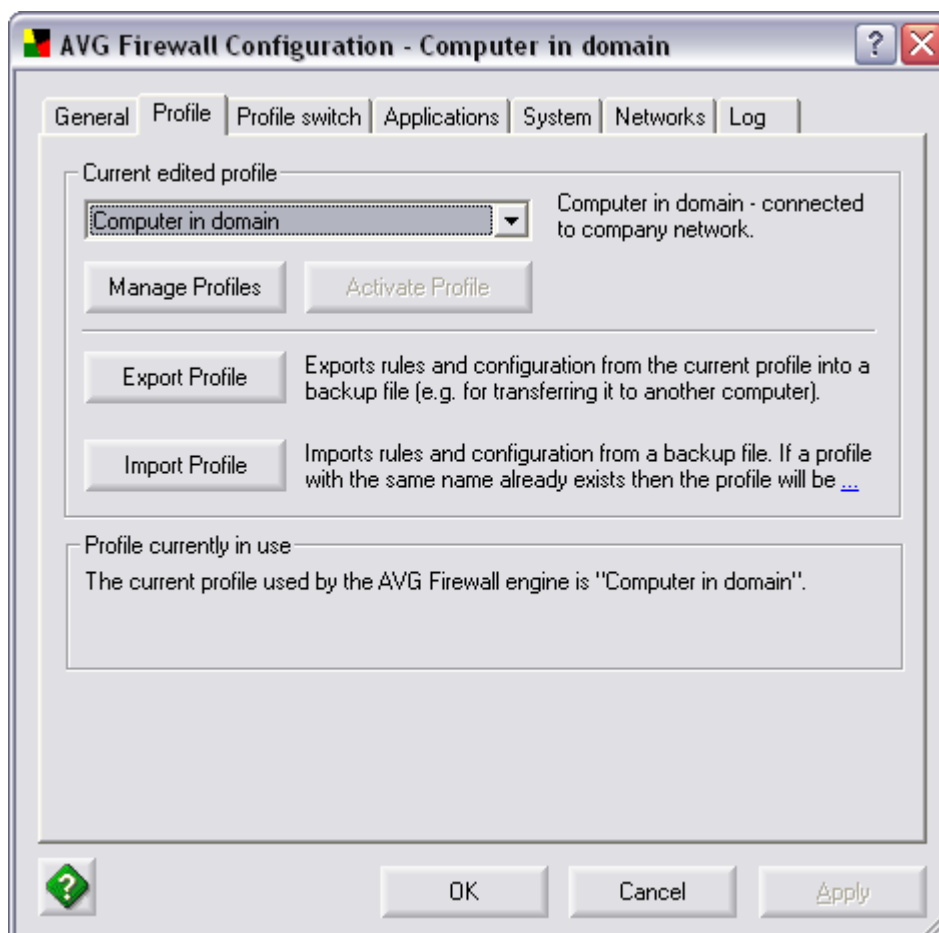 AVG Firewall Configuration - Computer in domain
General Profile Profile switch Applications System Networks Log
Current edited profile
Computer in domain
Computer in domain - connected
to company network.
Manage Profiles Activate Profile
Export Profile
Exports rules and configuration from the current profile into a
backup file (e.g. for transferring it to another computer).
Import Profile
Imports rules and configuration from a backup file. If a profile
with the same name already exists then the profile will be ...
Profile currently in use
The current profile used by the AVG Firewall engine is "Computer in domain".
OK Cancel Apply